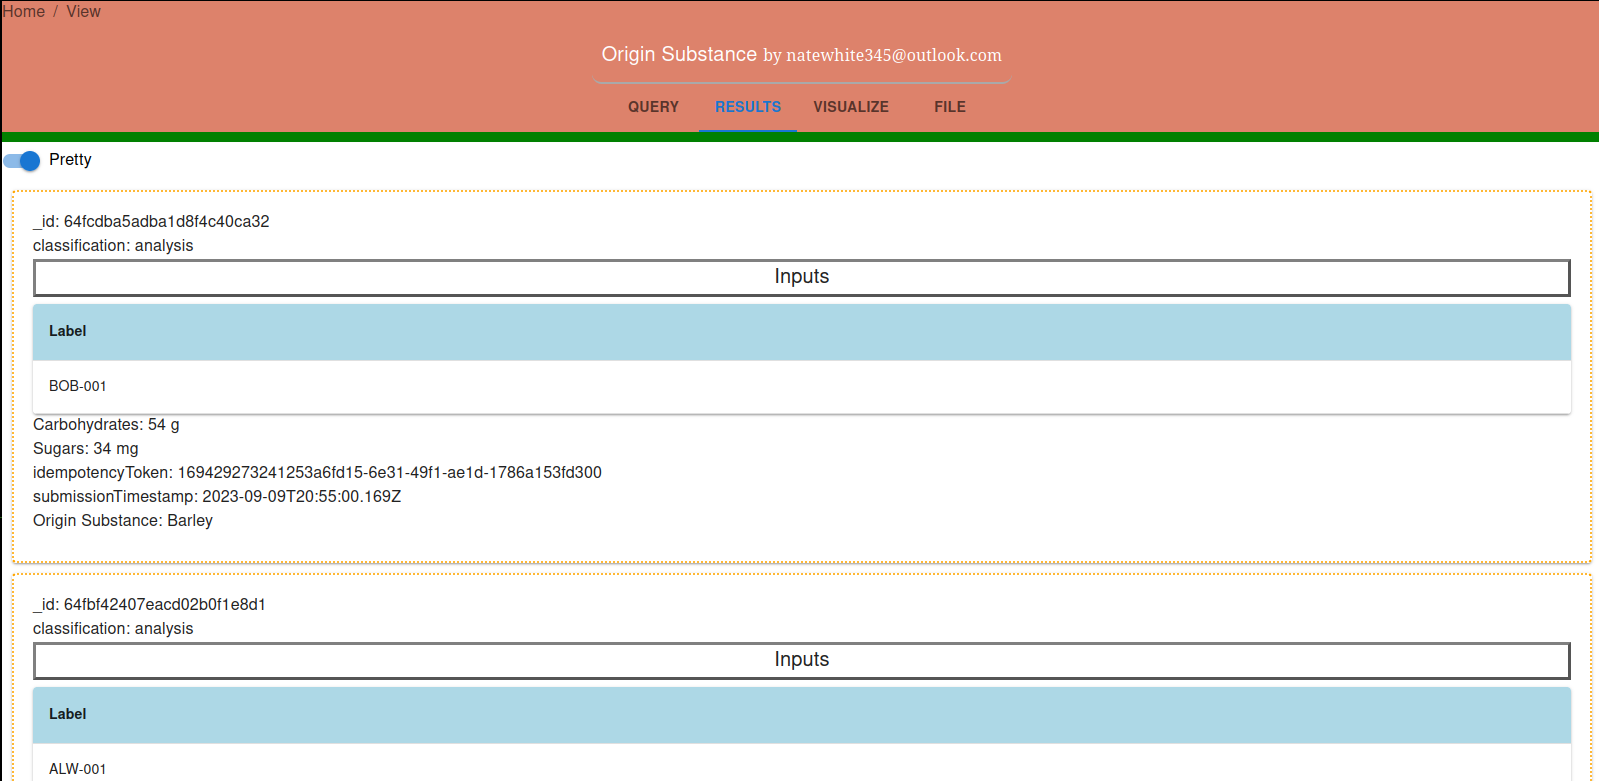 Home / View
Origin Substance by natewhite345@outlook.com
QUERY RESULTS VISUALIZE FILE
Pretty
_id: 64fcdba5adba1d8f4c40ca32
classification: analysis
Inputs
Label
BOB-001
Carbohydrates: 54 g
Sugars: 34 mg
idempotencyToken: 169429273241253a6fd15-6e31-49f1-ae1d-1786a153fd300
submissionTimestamp: 2023-09-09T20:55:00.169Z
Origin Substance: Barley
_id: 64fbf42407eacd02b0f1e8d1
classification: analysis
Inputs
Label
ALW-001